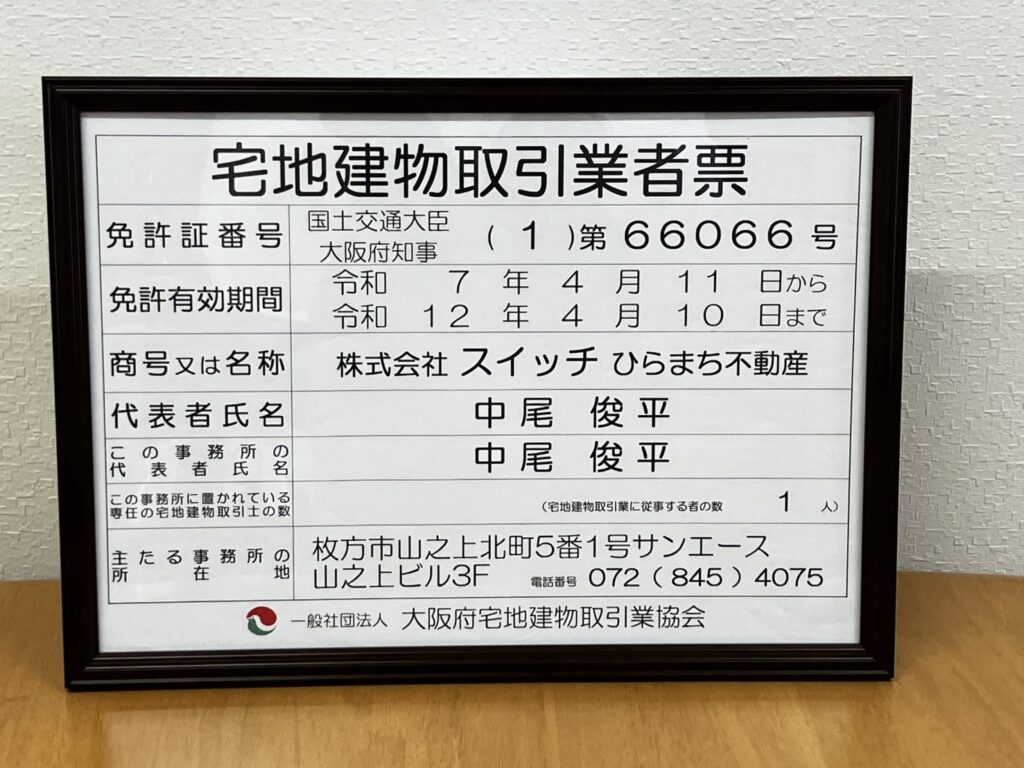 宅地建物取引業者票
免許証番号 国土交通大臣 大阪府知事 ( 1 )第 66066 号
免許有効期間 令和 7 年 4 月 11 日から
令和 12 年 4 月 10 日まで
商号又は名称 株式会社 スイッチ ひらまち不動産
代表者氏名 中尾 俊平
この事務所の
代表者氏名 中尾 俊平
この事務所に置かれている
専任の宅地建物取引士の数 (宅地建物取引業に従事する者の数 1 人)
主たる事務所の
所在地 枚方市山之上北町5番1号サンエース
山之上ビル3F 電話番号 072(845)4075
一般社団法人 大阪府宅地建物取引業協会